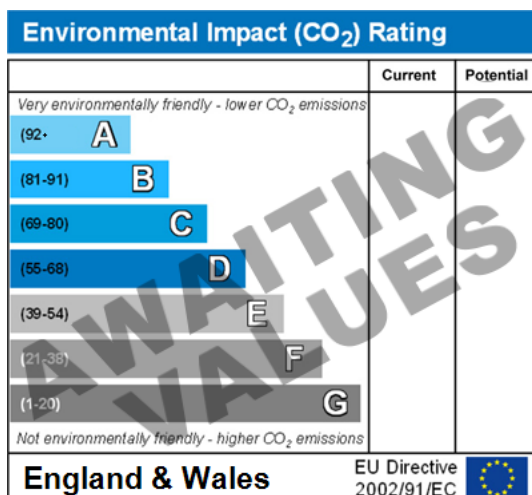 Environmental Impact (CO₂) Rating
Current Potential
Very environmentally friendly - lower CO₂ emissions
(92+ A
(81-91) B
(69-80) C
(55-68) D
(39-54) E
(21-38) F
(1-20) G
AWAITING
VALUES
Not environmentally friendly - higher CO₂ emissions
England & Wales
EU Directive
2002/91/EC